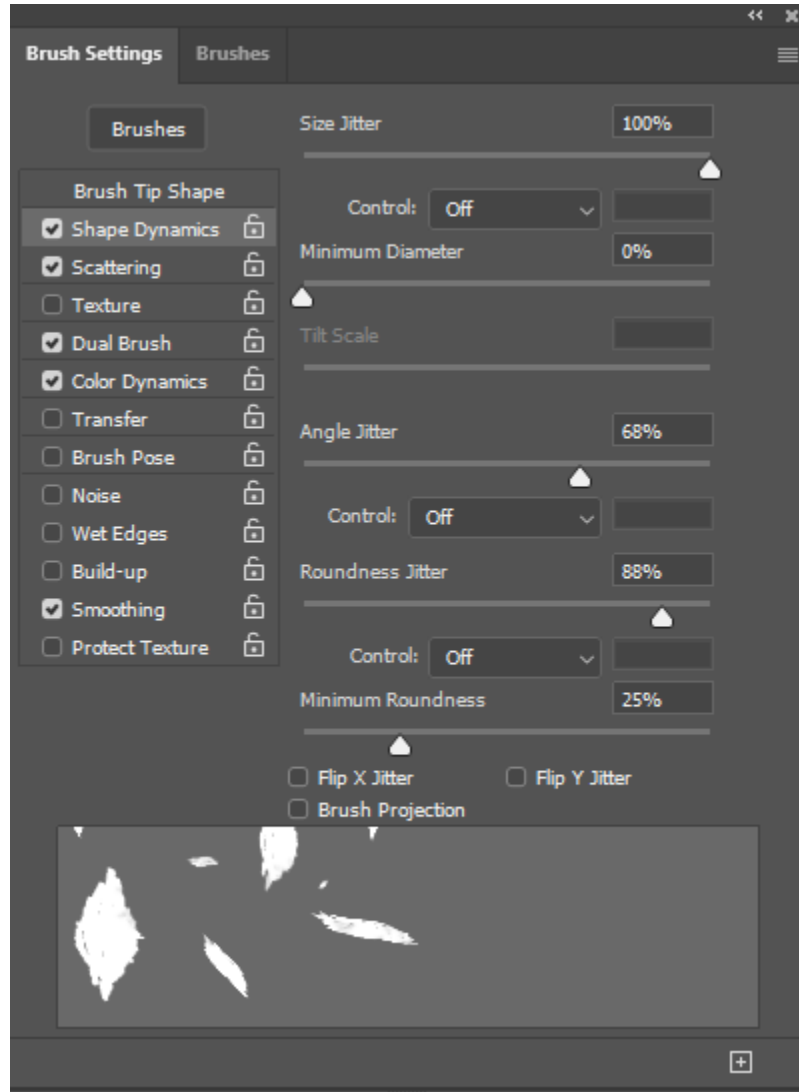 Brush Settings
Brushes
Brushes
Brush Tip Shape
Shape Dynamics
Scattering
Texture
Dual Brush
Color Dynamics
Transfer
Brush Pose
Noise
Wet Edges
Build-up
Smoothing
Protect Texture
Size Jitter 100%
Control: Off
Minimum Diameter 0%
Tilt Scale
Angle Jitter 68%
Control: Off
Roundness Jitter 88%
Control: Off
Minimum Roundness 25%
Flip X Jitter Flip Y Jitter
Brush Projection